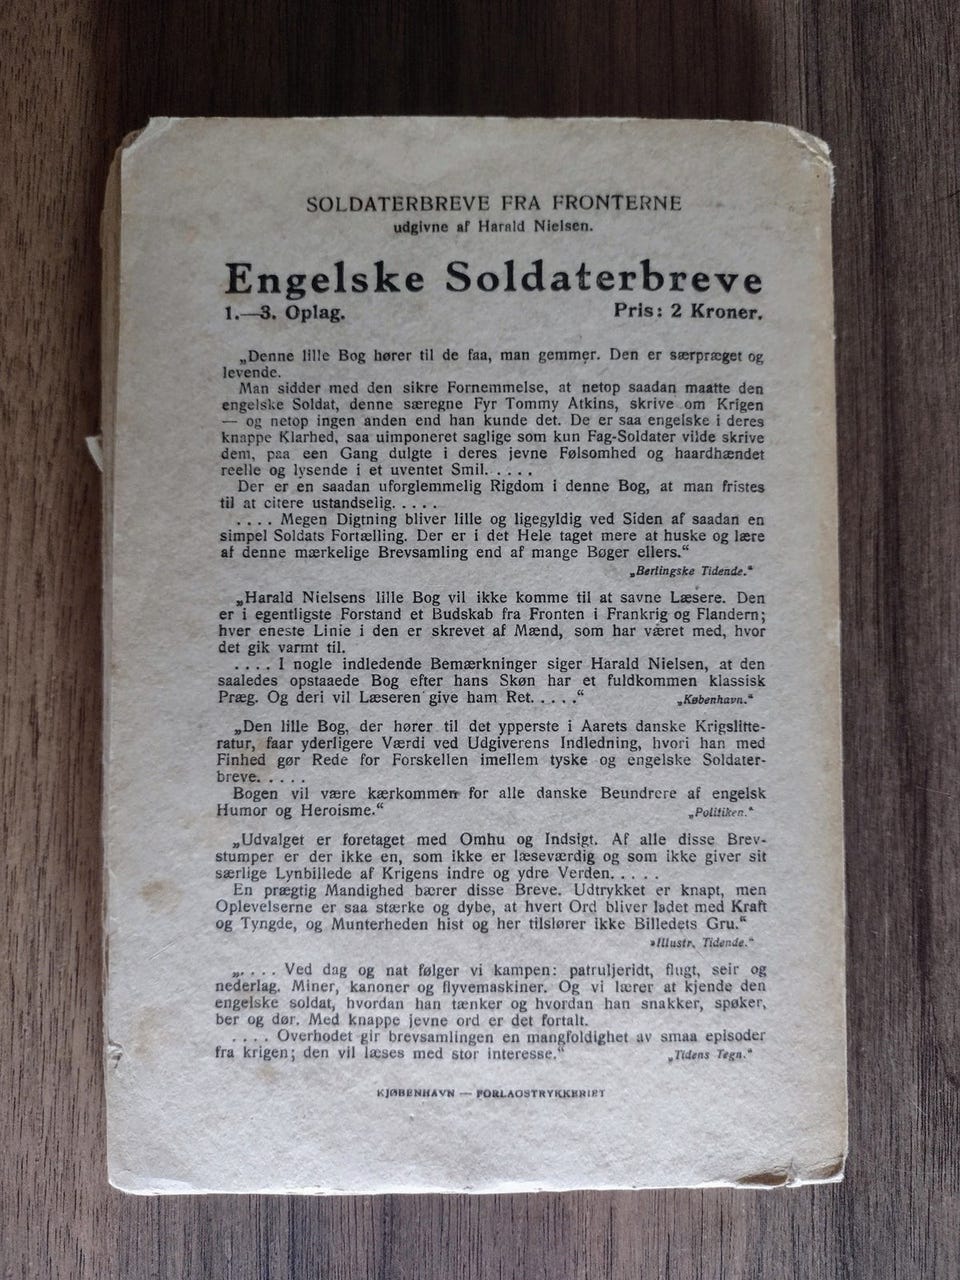 SOLDATERBREVE FRA FRONTERNE
udgivne af Harald Nielsen.
Engelske Soldaterbreve
1.—3. Oplag. Pris: 2 Kroner.
„Denne lille Bog hører til de faa, man gemmer. Den er særpræget og
levende.
Man sidder med den sikre Fornemmelse, at netop saadan maatte den
engelske Soldat, denne særegne Fyr Tommy Atkins, skrive om Krigen
— og netop ingen anden end han kunde det. De er saa engelske i deres
knappe Klarhed, saa uimponeret saglige som kun Fag-Soldater vilde skrive
dem, paa een Gang dulgte i deres jevne Følsomhed og haardhændet
reelle og lysende i et uventet Smil. . . . .
Der er en saadan uforglemmelig Rigdom i denne Bog, at man fristes
til at citere ustandselig. . . . .
. . . . Megen Digtning bliver lille og ligegyldig ved Siden af saadan en
simpel Soldats Fortælling. Der er i det Hele taget mere at huske og lære
af denne mærkelige Brevsamling end af mange Bøger ellers.“
„Berlingske Tidende.“
„Harald Nielsens lille Bog vil ikke komme til at savne Læsere. Den
er i egentligste Forstand et Budskab fra Fronten i Frankrig og Flandern;
hver eneste Linie i den er skrevet af Mænd, som har været med, hvor
det gik varmt til.
. . . . I nogle indledende Bemærkninger siger Harald Nielsen, at den
saaledes opstaaede Bog efter hans Skøn har et fuldkommen klassisk
Præg. Og deri vil Læseren give ham Ret. . . . .“ „København.“
„Den lille Bog, der hører til det ypperste i Aarets danske Krigslitte-
ratur, faar yderligere Værdi ved Udgiverens Indledning, hvori han med
Finhed gør Rede for Forskellen imellem tyske og engelske Soldater-
breve. . . . .
Bogen vil være kærkommen for alle danske Beundrere af engelsk
Humor og Heroisme.“ „Politiken.“
„Udvalget er foretaget med Omhu og Indsigt. Af alle disse Brev-
stumper er der ikke en, som ikke er læseværdig og som ikke giver sit
særlige Lynbillede af Krigens indre og ydre Verden. . . . .
En prægtig Mandighed bærer disse Breve. Udtrykket er knapt, men
Oplevelserne er saa stærke og dybe, at hvert Ord bliver ladet med Kraft
og Tyngde, og Munterheden hist og her tilslører ikke Billedets Gru.“
„Illustr. Tidende.“
„. . . . Ved dag og nat følger vi kampen: patruljeridt, flugt, seir og
nederlag. Miner, kanoner og flyvemaskiner. Og vi lærer at kjende den
engelske soldat, hvordan han tænker og hvordan han snakker, spøker,
ber og dør. Med knappe jevne ord er det fortalt.
. . . . Overhodet gir brevsamlingen en mangfoldighet av smaa episoder
fra krigen; den vil læses med stor interesse.“ „Tidens Tegn.“
KJØBENHAVN — FORLAGSTRYKKERIET